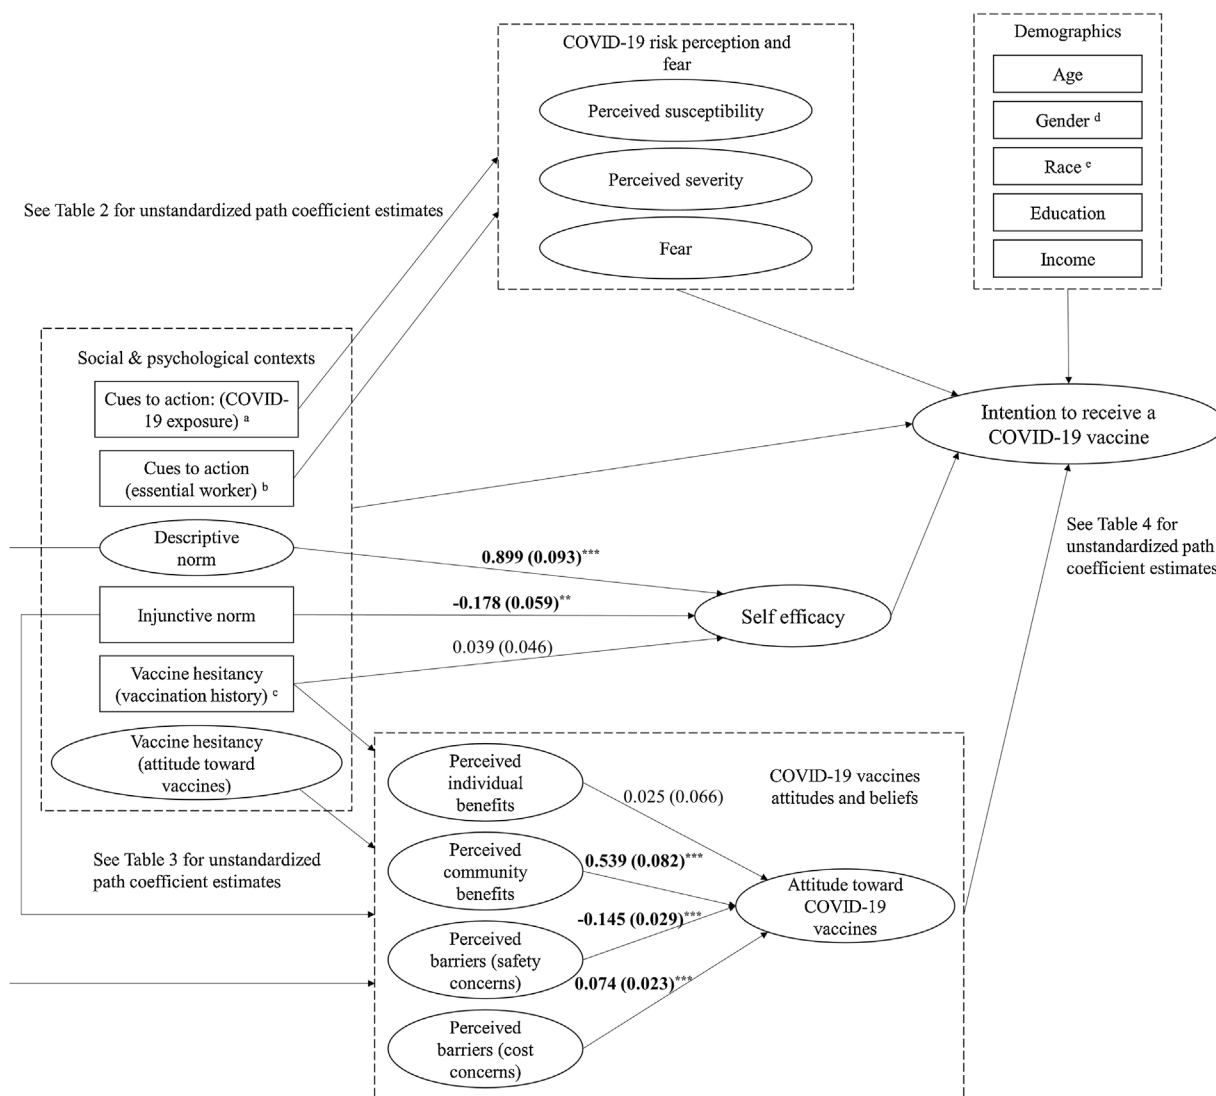 COVID-19 risk perception and
fear
Perceived susceptibility
Perceived severity
Fear
Demographics
Age
Gender ᵈ
Race ᵉ
Education
Income
See Table 2 for unstandardized path coefficient estimates
Social & psychological contexts
Cues to action: (COVID-
19 exposure) ᵃ
Cues to action
(essential worker) ᵇ
Descriptive
norm
Injunctive norm
Vaccine hesitancy
(vaccination history) ᶜ
Vaccine hesitancy
(attitude toward
vaccines)
Intention to receive a
COVID-19 vaccine
0.899 (0.093)***
-0.178 (0.059)**
0.039 (0.046)
Self efficacy
See Table 4 for
unstandardized path
coefficient estimates
See Table 3 for unstandardized
path coefficient estimates
COVID-19 vaccines
attitudes and beliefs
Perceived
individual
benefits
0.025 (0.066)
Perceived
community
benefits
0.539 (0.082)***
Perceived
barriers (safety
concerns)
-0.145 (0.029)***
Perceived
barriers (cost
concerns)
0.074 (0.023)***
Attitude toward
COVID-19
vaccines